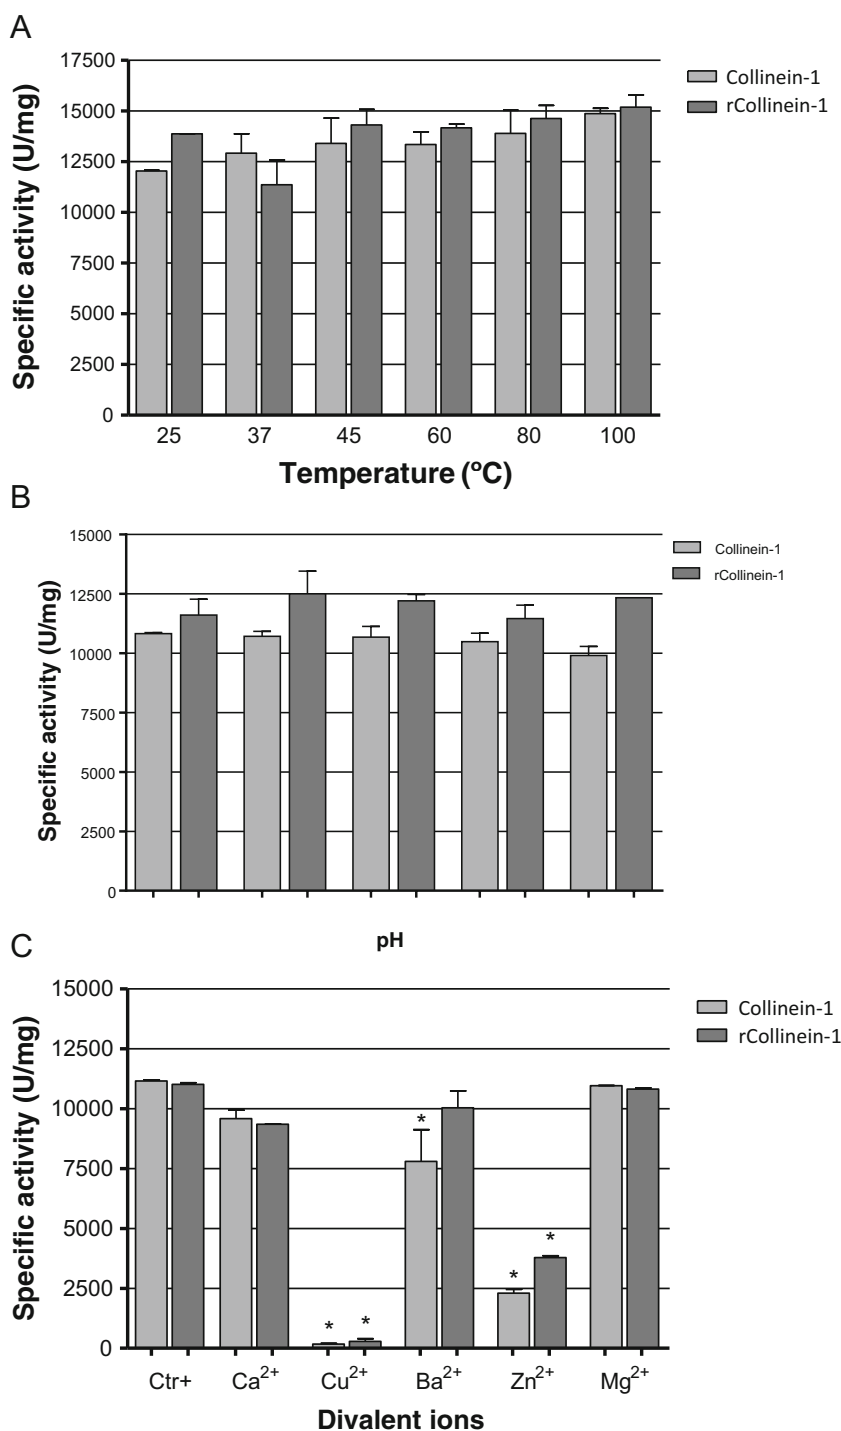 A
17500
15000
12500
10000
7500
5000
2500
0
Specific activity (U/mg)
25 37 45 60 80 100
Temperature (ºC)
Collinein-1
rCollinein-1
B
15000
12500
10000
7500
5000
2500
0
Specific activity (U/mg)
pH
Collinein-1
rCollinein-1
C
15000
12500
10000
7500
5000
2500
0
Specific activity (U/mg)
* * * * *
Ctr+ Ca²⁺ Cu²⁺ Ba²⁺ Zn²⁺ Mg²⁺
Divalent ions
Collinein-1
rCollinein-1